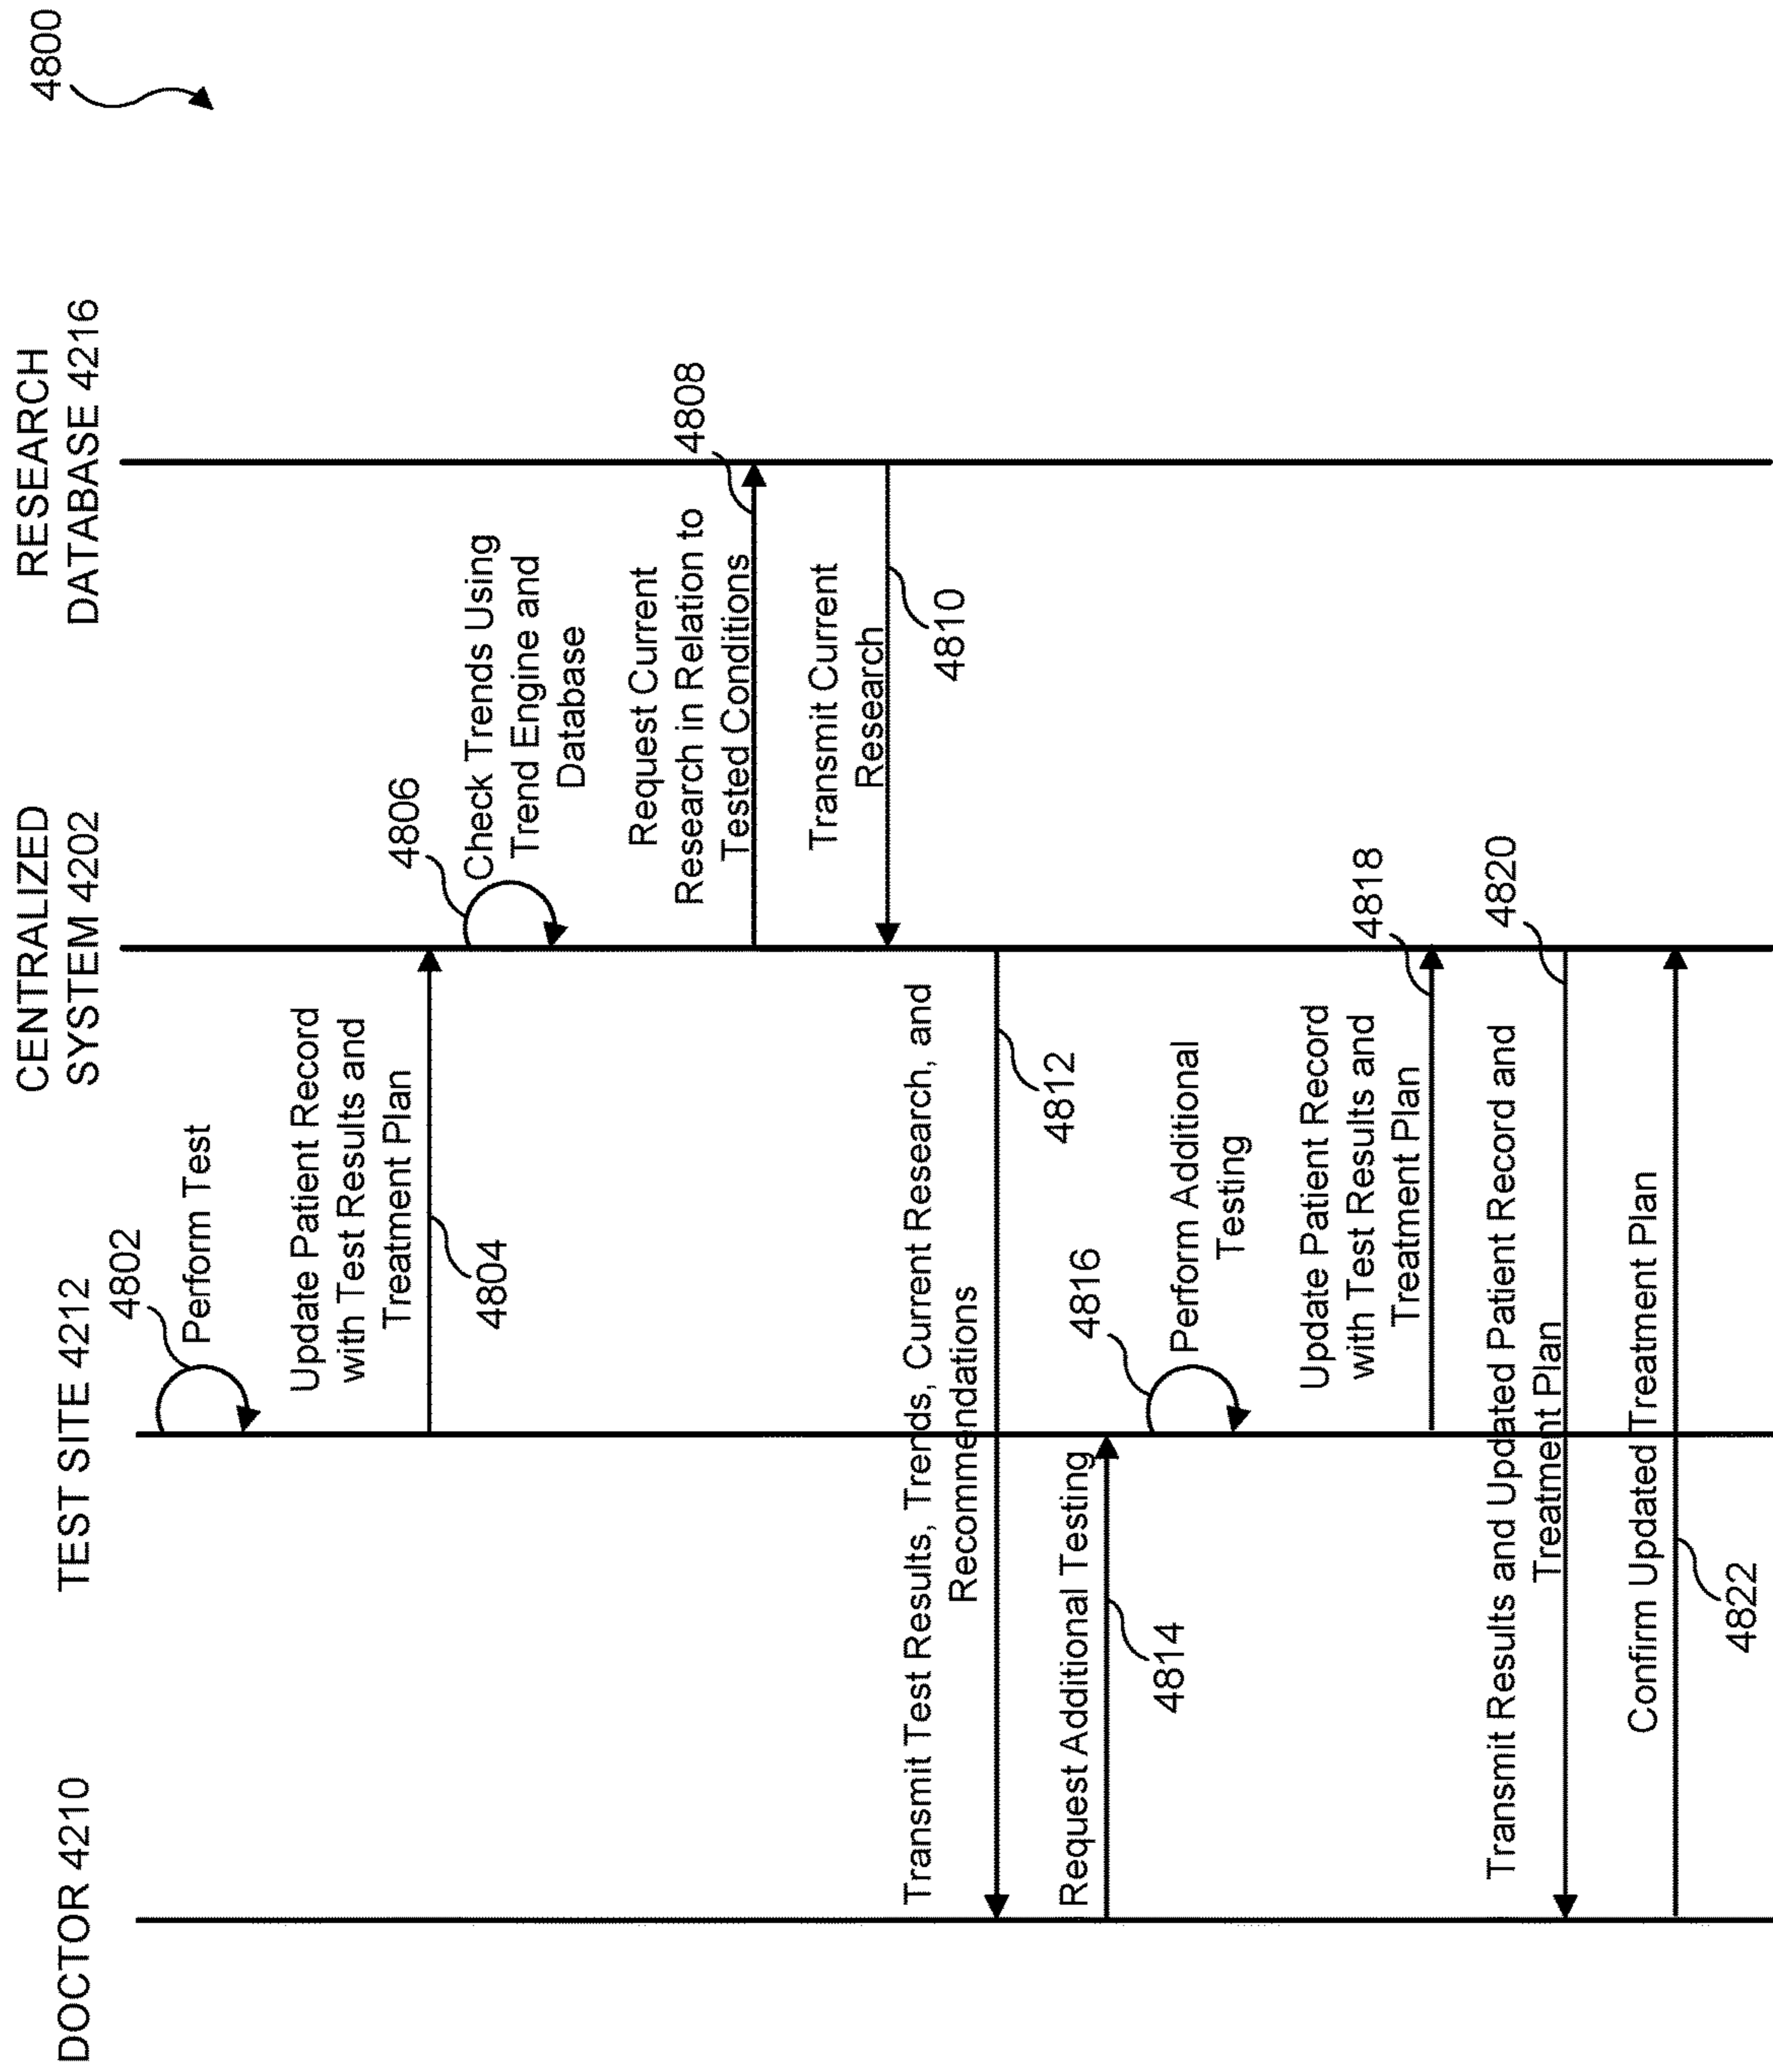 4800
DOCTOR 4210
TEST SITE 4212
CENTRALIZED
SYSTEM 4202
RESEARCH
DATABASE 4216
4802
Perform Test
Update Patient Record
with Test Results and
Treatment Plan
4804
4806
Check Trends Using
Trend Engine and
Database
Request Current
Research in Relation to
Tested Conditions
4808
Transmit Current
Research
4810
Transmit Test Results, Trends, Current Research, and
Recommendations
4812
Request Additional Testing
4814
4816
Perform Additional
Testing
Update Patient Record
with Test Results and
Treatment Plan
4818
Transmit Results and Updated Patient Record and
Treatment Plan
4820
Confirm Updated Treatment Plan
4822